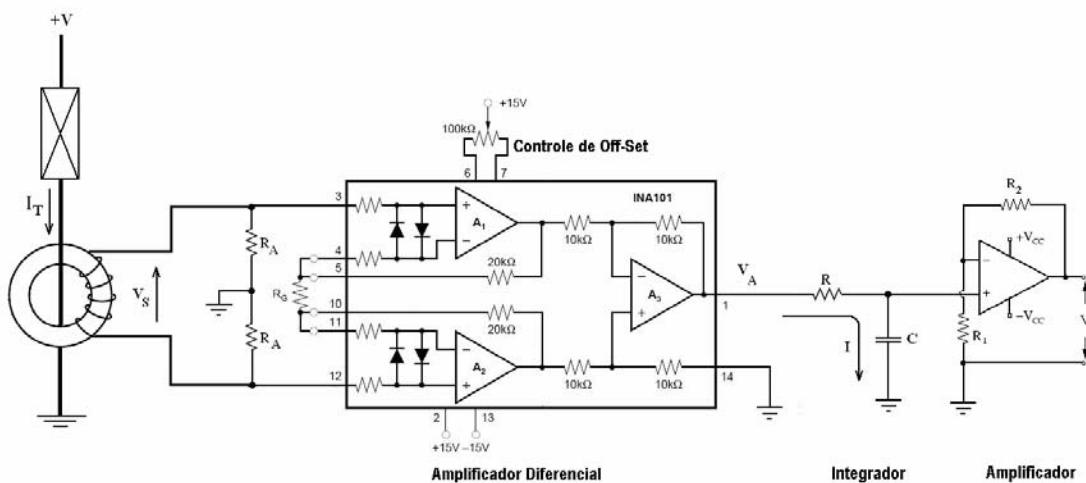 +V
I_T
V_S
R_A
R_A
+15V
100kΩ
Controle de Off-Set
6
7
INA101
3
4
5
R_G
10
11
12
A_1
A_2
A_3
20kΩ
20kΩ
10kΩ
10kΩ
10kΩ
10kΩ
2
13
+15V
–15V
1
14
V_A
R
I
C
R_2
R_1
+V_CC
–V_CC
Amplificador Diferencial
Integrador
Amplificador